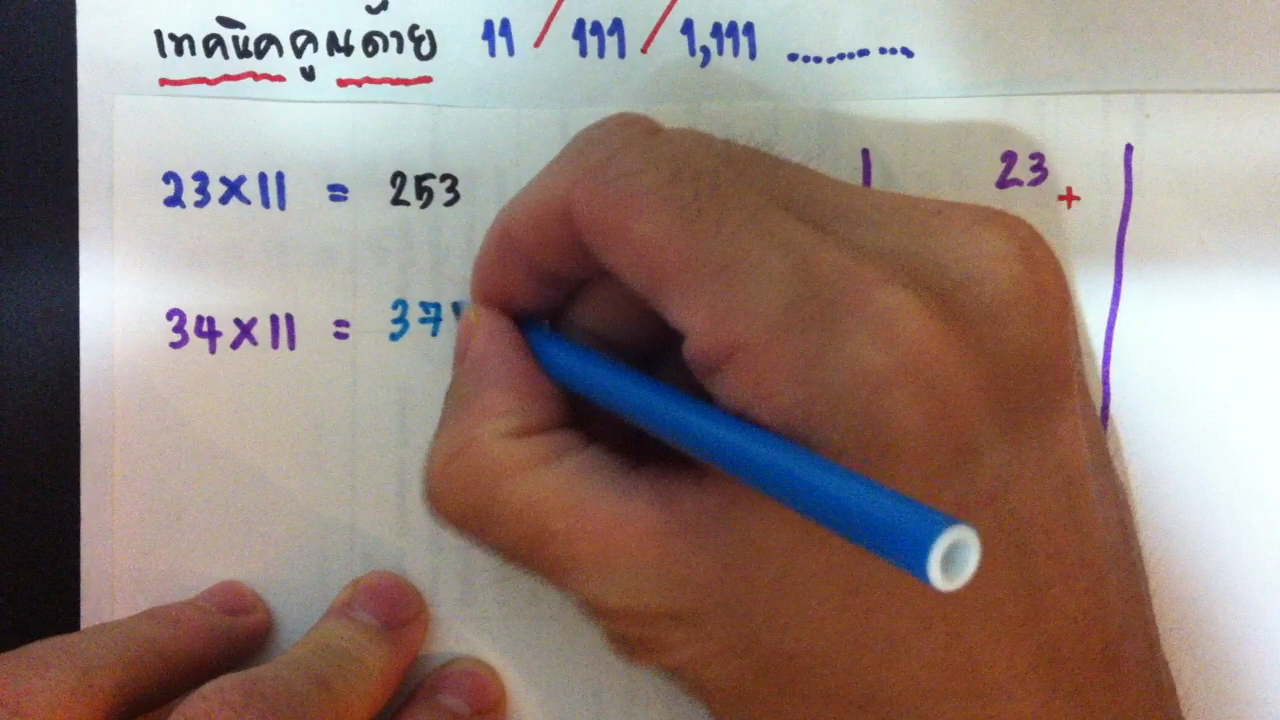 เทคนิคคูณด้วย 11 / 111 / 1,111 ..........
23×11 = 253
23 +
34×11 = 37